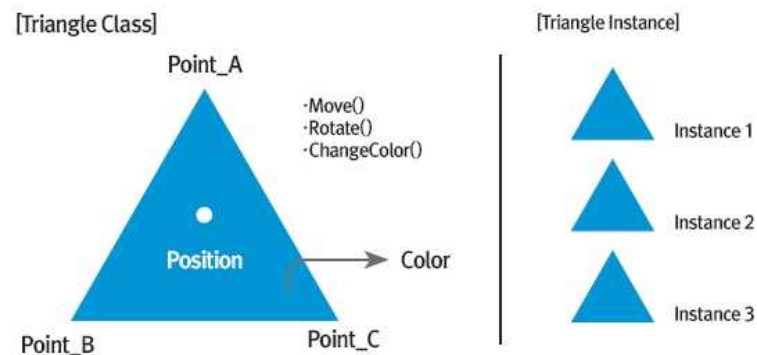 [Triangle Class]
Point_A
·Move()
·Rotate()
·ChangeColor()
Position
Color
Point_B
Point_C
[Triangle Instance]
Instance 1
Instance 2
Instance 3